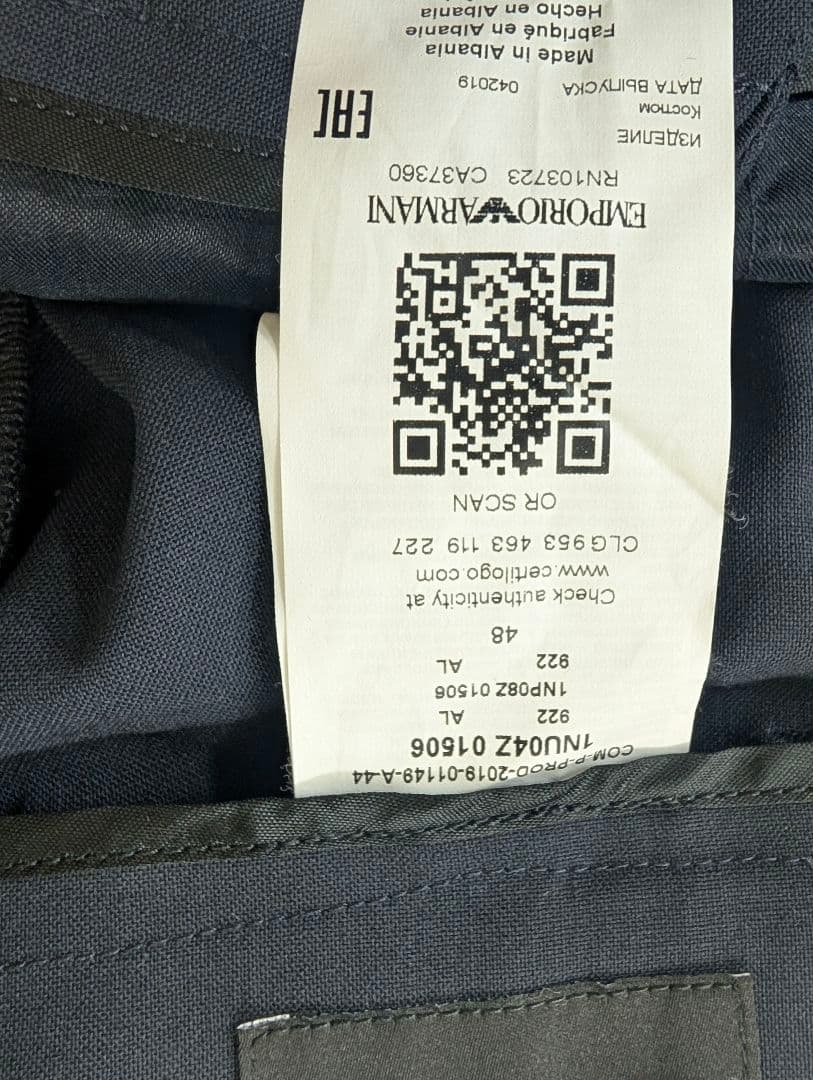 COM-P-PROD-2019-01149-A-44
1NU04Z 01506
922 AL
1NP08Z 01506
922 AL
48
Check authenticity at
www.certilogo.com
CLG 953 463 119 227
OR SCAN
EMPORIO ARMANI
RN103723 CA37360
ИЗДЕЛИЕ
Костюм
ДАТА ВЫПУСКА 042019
EAC
Made in Albania
Fabriqué en Albanie
Hecho en Albania